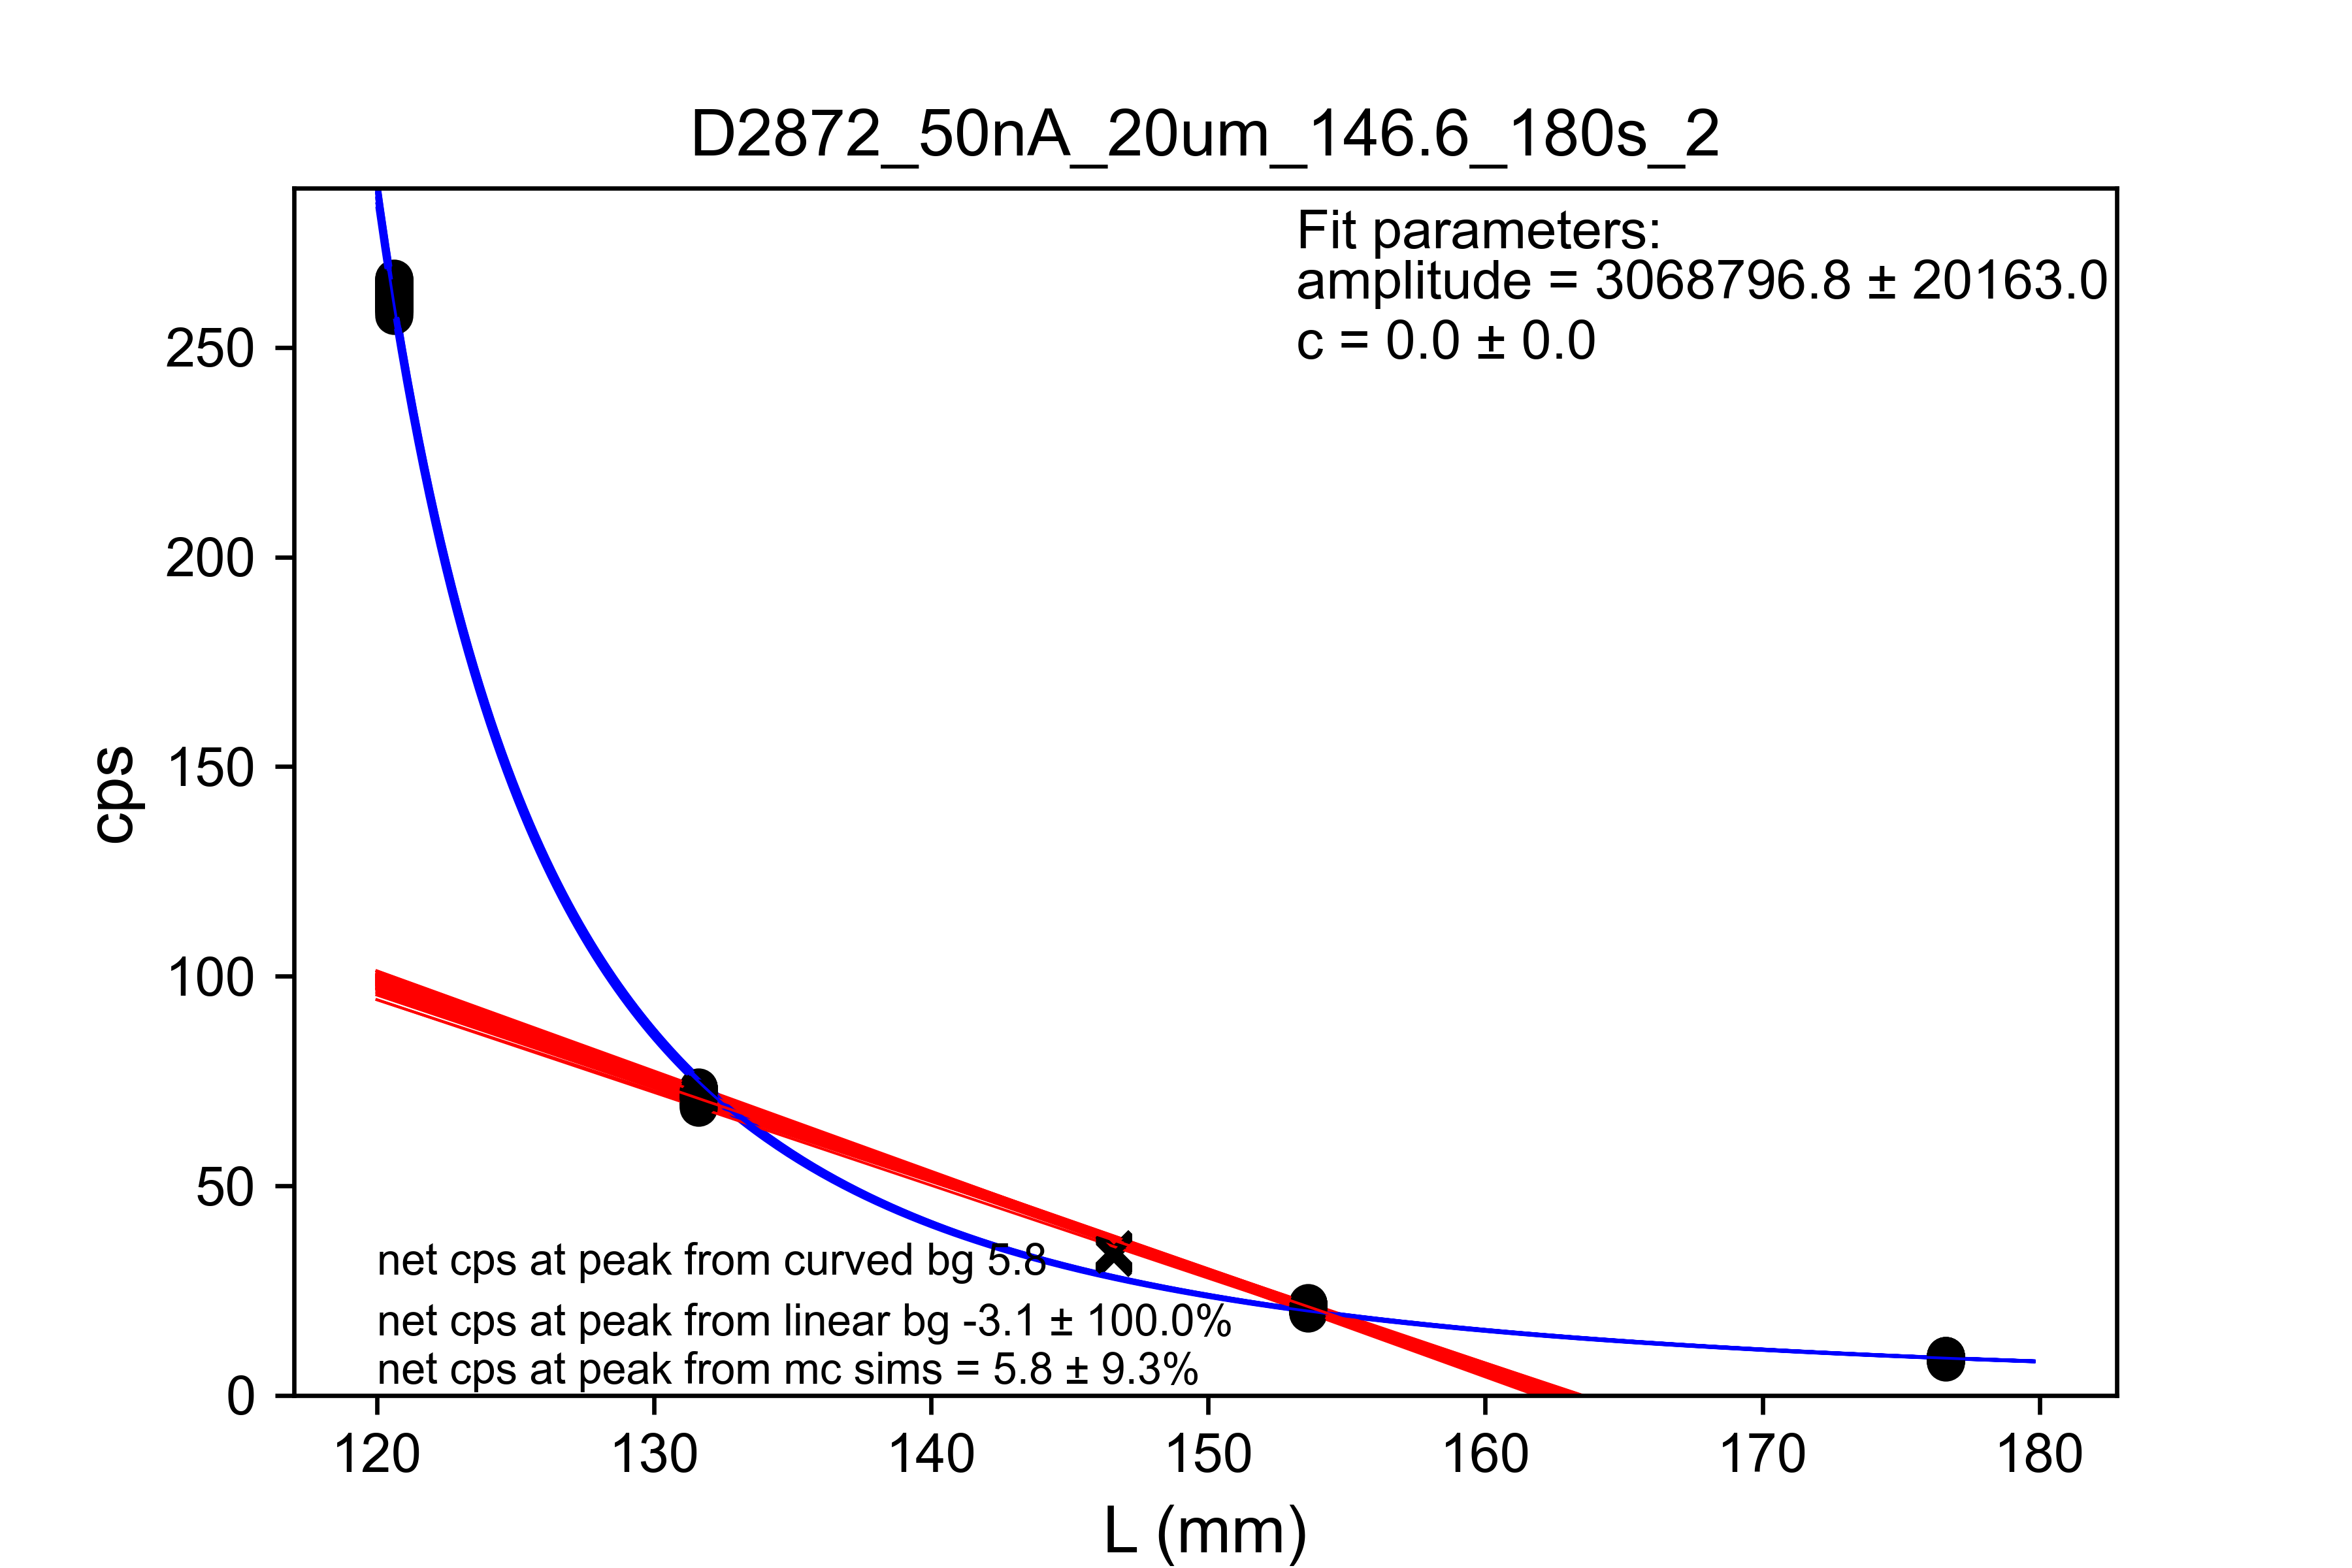 D2872_50nA_20um_146.6_180s_2
Fit parameters:
amplitude = 3068796.8 ± 20163.0
c = 0.0 ± 0.0
250
200
150
100
50
0
cps
net cps at peak from curved bg 5.8
net cps at peak from linear bg -3.1 ± 100.0%
net cps at peak from mc sims = 5.8 ± 9.3%
120 130 140 150 160 170 180
L (mm)